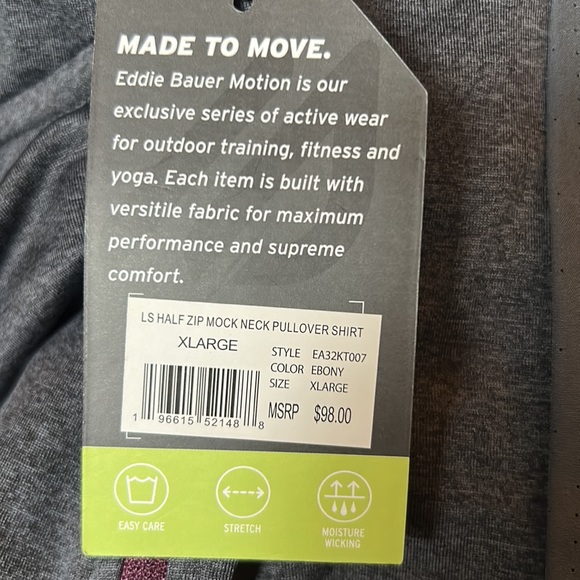 MADE TO MOVE.
Eddie Bauer Motion is our
exclusive series of active wear
for outdoor training, fitness and
yoga. Each item is built with
versitile fabric for maximum
performance and supreme
comfort.
LS HALF ZIP MOCK NECK PULLOVER SHIRT
XLARGE
STYLE EA32KT007
COLOR EBONY
SIZE XLARGE
MSRP $98.00
1 96615 52148 8
EASY CARE
STRETCH
MOISTURE
WICKING